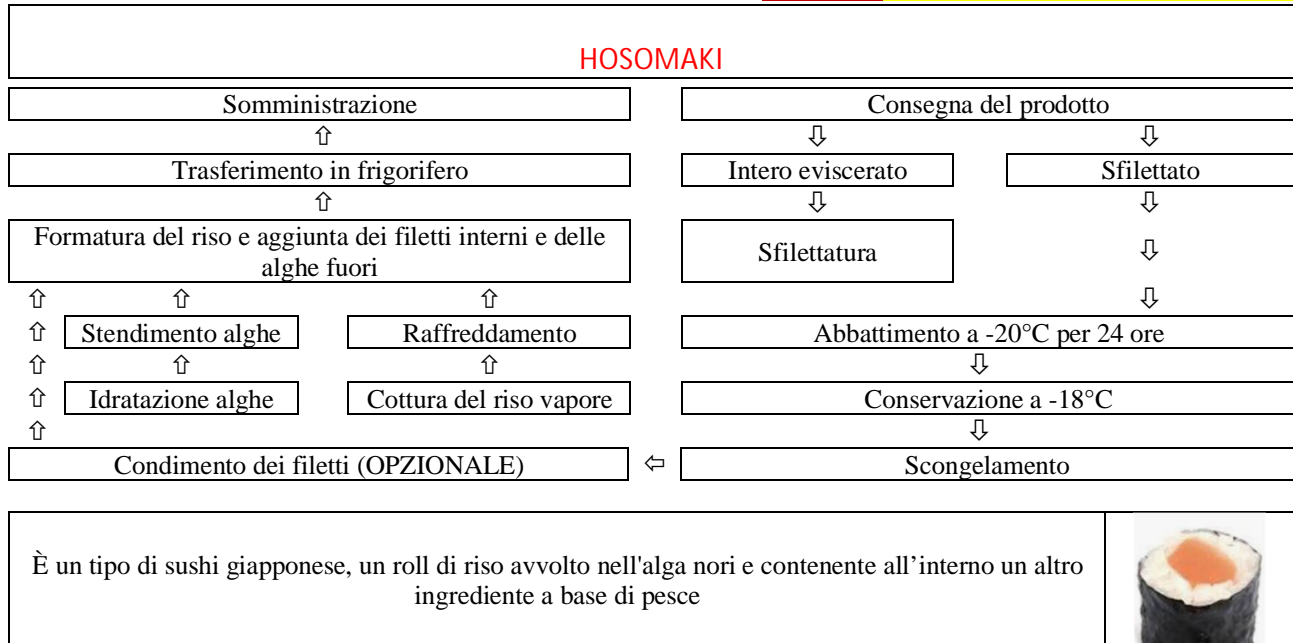 HOSOMAKI
Somministrazione
Consegna del prodotto
⇧
⇩
⇩
Trasferimento in frigorifero
Intero eviscerato
Sfilettato
⇧
⇩
⇩
Formatura del riso e aggiunta dei filetti interni e delle
alghe fuori
Sfilettatura
⇩
⇧
⇧
⇧
⇩
⇧
Stendimento alghe
Raffreddamento
Abbattimento a -20°C per 24 ore
⇧
⇧
⇧
⇩
⇧
Idratazione alghe
Cottura del riso vapore
Conservazione a -18°C
⇧
⇩
Condimento dei filetti (OPZIONALE)
⇦
Scongelamento
È un tipo di sushi giapponese, un roll di riso avvolto nell'alga nori e contenente all’interno un altro
ingrediente a base di pesce